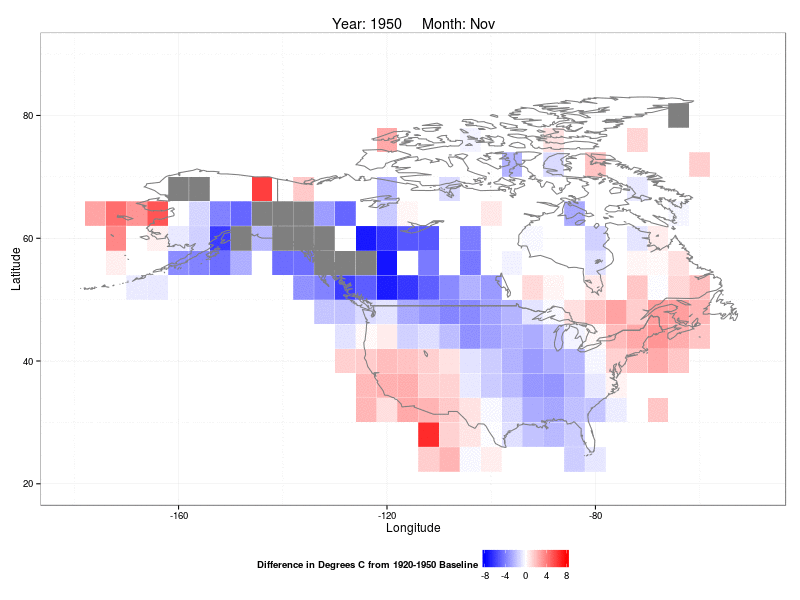 Year: 1950 Month: Nov
80
60
40
20
Latitude
-160
-120
-80
Longitude
Difference in Degrees C from 1920-1950 Baseline
-8 -4 0 4 8